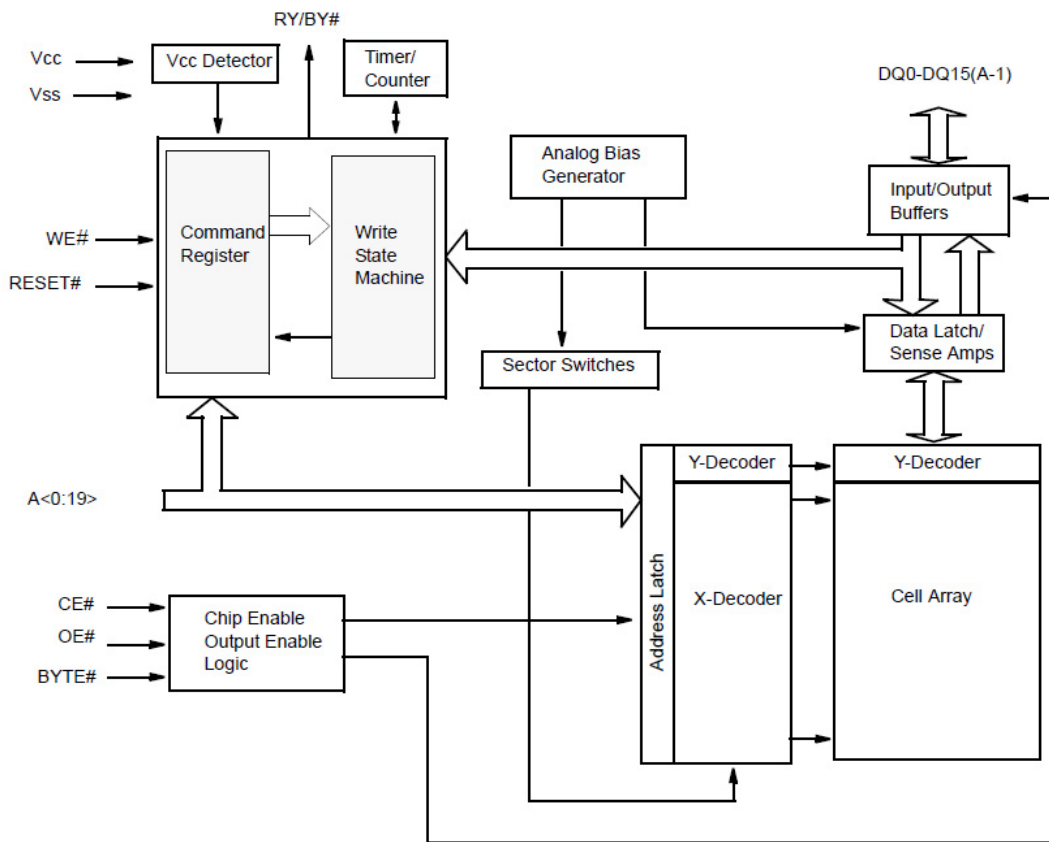 RY/BY#
Vcc
Vss
Vcc Detector
Timer/
Counter
DQ0-DQ15(A-1)
Analog Bias
Generator
Input/Output
Buffers
WE#
RESET#
Command
Register
Write
State
Machine
Data Latch/
Sense Amps
Sector Switches
A<0:19>
Y-Decoder
Y-Decoder
Address Latch
X-Decoder
Cell Array
CE#
OE#
BYTE#
Chip Enable
Output Enable
Logic